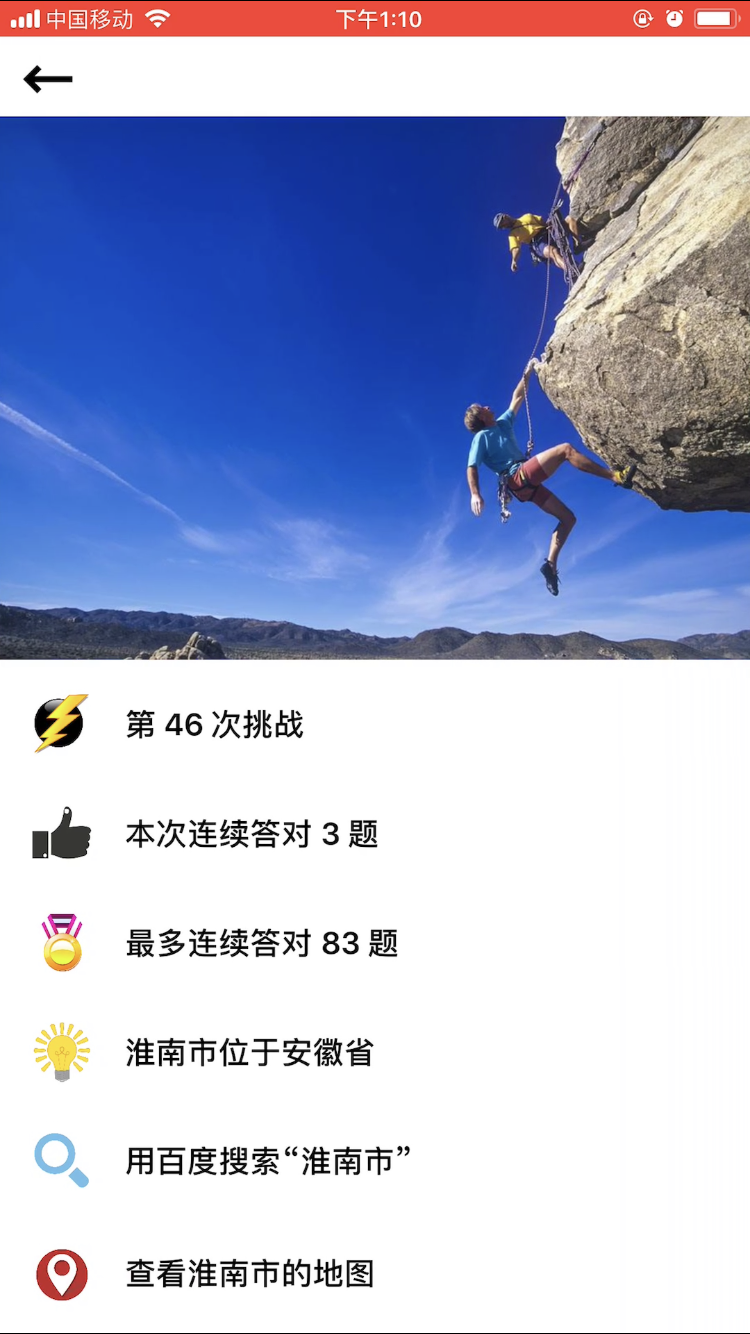 中国移动 下午1:10
第 46 次挑战
本次连续答对 3 题
最多连续答对 83 题
淮南市位于安徽省
用百度搜索“淮南市”
查看淮南市的地图